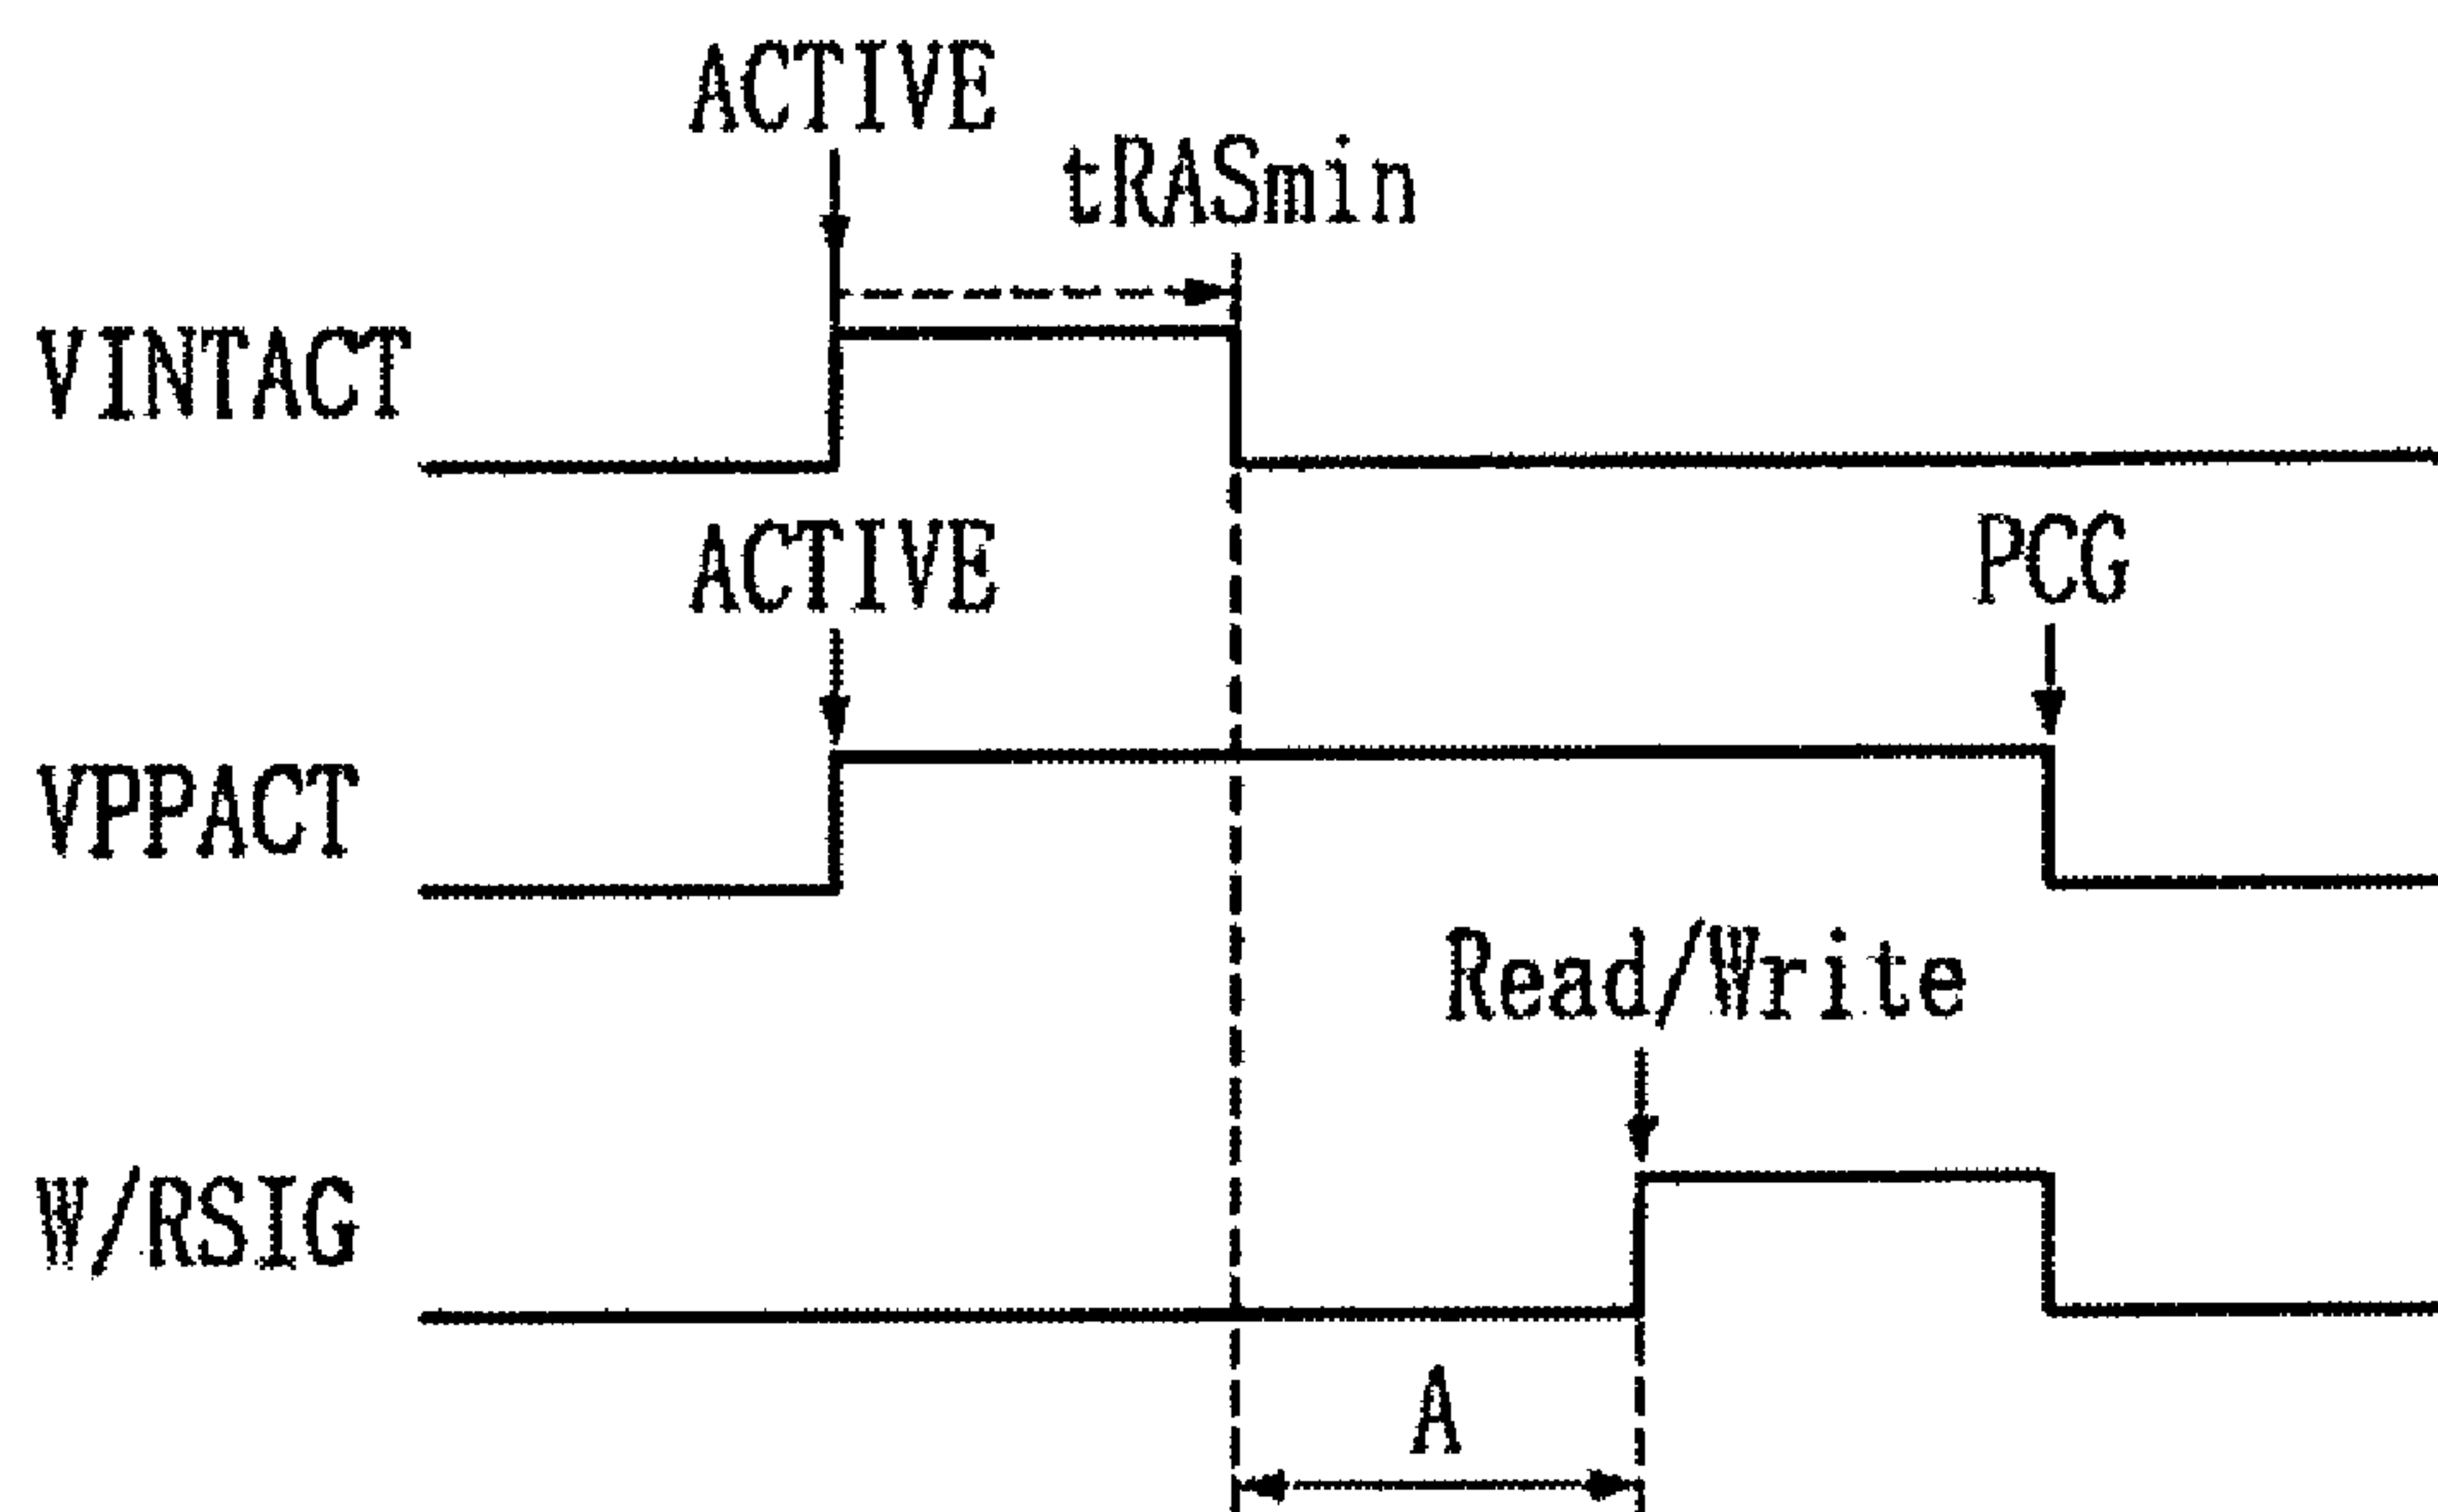 ACTIVE
tRASmin
VINTACT
ACTIVE
PCG
VPPACT
Read/Write
W/RSIG
A